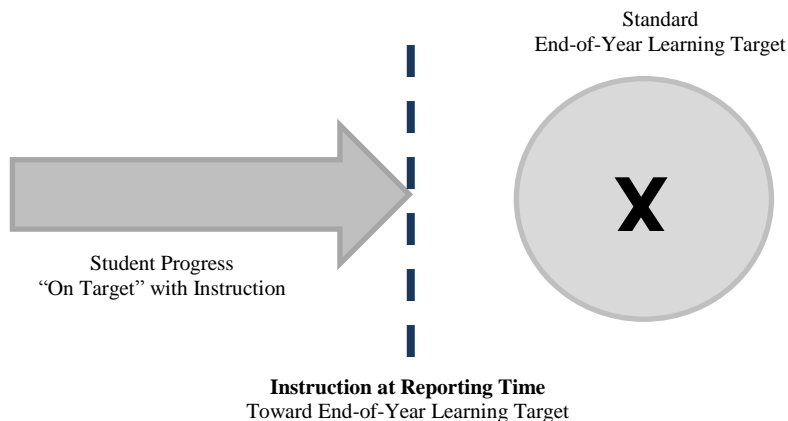 Standard
End-of-Year Learning Target
X
Student Progress
“On Target” with Instruction
Instruction at Reporting Time
Toward End-of-Year Learning Target